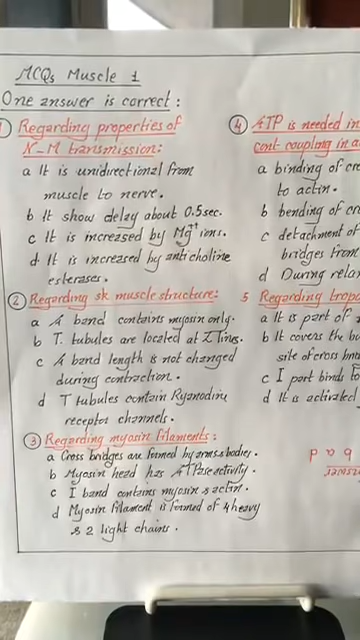 MCQs Muscle 1
One answer is correct :
1 Regarding properties of
N-M transmission:
a It is unidirectional from
muscle to nerve.
b It show delay about 0.5sec.
c It is increased by Mg++ ions.
d It is increased by anticholine
esterases.
2 Regarding sk muscle structure:
a A band contains myosin only.
b T. tubules are located at Z lines.
c A band length is not changed
during contraction.
d T tubules contain Ryanodine
receptor channels.
3 Regarding myosin filaments :
a Cross bridges are formed by arms & bodies.
b Myosin head has ATPase activity.
c I band contains myosin & actin.
d Myosin filament is formed of 4 heavy
& 2 light chains.
4 ATP is needed in
cont coupling in a
a binding of cr
to actin.
b bending of cr
c detachment of
bridges from
d During rela
5 Regarding tropo
a It is part of
b It covers the
site of cross
c I part binds to
d It is activated